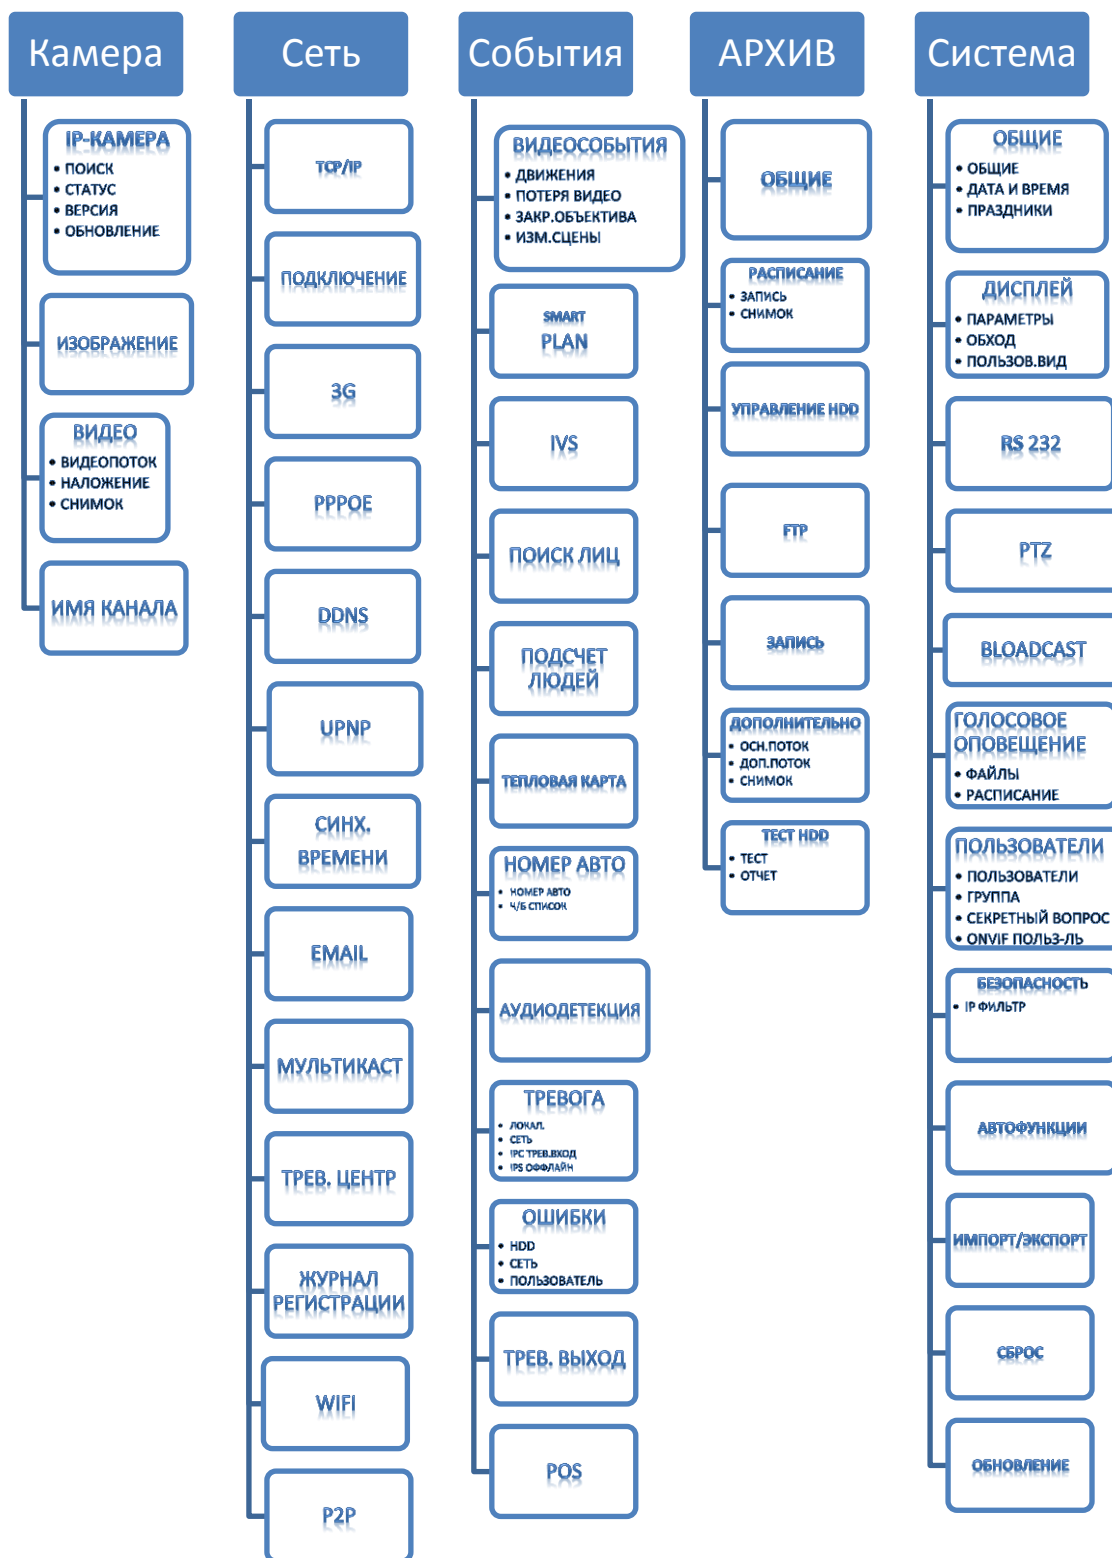 Камера
IP-КАМЕРА
• ПОИСК
• СТАТУС
• ВЕРСИЯ
• ОБНОВЛЕНИЕ
ИЗОБРАЖЕНИЕ
ВИДЕО
• ВИДЕОПОТОК
• НАЛОЖЕНИЕ
• СНИМОК
ИМЯ КАНАЛА
Сеть
TCP/IP
ПОДКЛЮЧЕНИЕ
3G
PPPOE
DDNS
UPNP
СИНХ.
ВРЕМЕНИ
EMAIL
МУЛЬТИКАСТ
ТРЕВ. ЦЕНТР
ЖУРНАЛ
РЕГИСТРАЦИИ
WIFI
P2P
События
ВИДЕОСОБЫТИЯ
• ДВИЖЕНИЯ
• ПОТЕРЯ ВИДЕО
• ЗАКР.ОБЪЕКТИВА
• ИЗМ.СЦЕНЫ
SMART
PLAN
IVS
ПОИСК ЛИЦ
ПОДСЧЕТ
ЛЮДЕЙ
ТЕПЛОВАЯ КАРТА
НОМЕР АВТО
• НОМЕР АВТО
• Ч/Б СПИСОК
АУДИОДЕТЕКЦИЯ
ТРЕВОГА
• ЛОКАЛ.
• СЕТЬ
• IPC ТРЕВ.ВХОД
• IPS ОФФЛАЙН
ОШИБКИ
• HDD
• СЕТЬ
• ПОЛЬЗОВАТЕЛЬ
ТРЕВ. ВЫХОД
POS
АРХИВ
ОБЩИЕ
РАСПИСАНИЕ
• ЗАПИСЬ
• СНИМОК
УПРАВЛЕНИЕ HDD
FTP
ЗАПИСЬ
ДОПОЛНИТЕЛЬНО
• ОСН.ПОТОК
• ДОП.ПОТОК
• СНИМОК
ТЕСТ HDD
• ТЕСТ
• ОТЧЕТ
Система
ОБЩИЕ
• ОБЩИЕ
• ДАТА И ВРЕМЯ
• ПРАЗДНИКИ
ДИСПЛЕЙ
• ПАРАМЕТРЫ
• ОБХОД
• ПОЛЬЗОВ.ВИД
RS 232
PTZ
BLOADCAST
ГОЛОСОВОЕ
ОПОВЕЩЕНИЕ
• ФАЙЛЫ
• РАСПИСАНИЕ
ПОЛЬЗОВАТЕЛИ
• ПОЛЬЗОВАТЕЛИ
• ГРУППА
• СЕКРЕТНЫЙ ВОПРОС
• ONVIF ПОЛЬЗ-ЛЬ
БЕЗОПАСНОСТЬ
• IP ФИЛЬТР
АВТОФУНКЦИИ
ИМПОРТ/ЭКСПОРТ
СБРОС
ОБНОВЛЕНИЕ